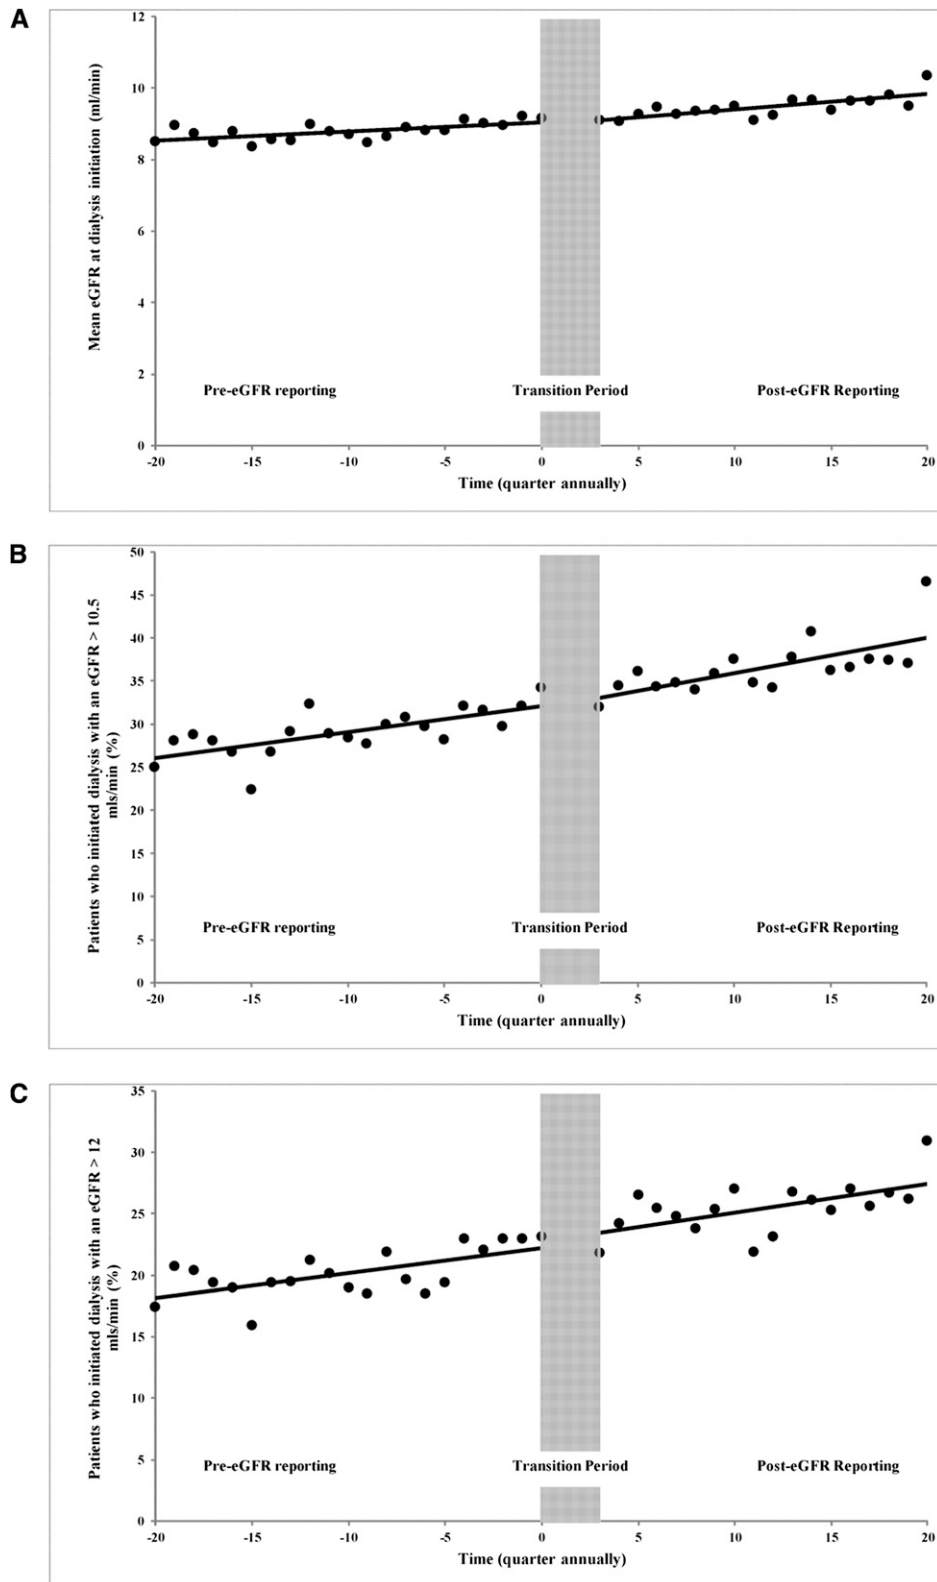 A
Mean eGFR at dialysis initiation (ml/min)
12
10
8
6
4
2
0
Pre-eGFR reporting
Transition Period
Post-eGFR Reporting
-20
-15
-10
-5
0
5
10
15
20
Time (quarter annually)
B
Patients who initiated dialysis with an eGFR > 10.5
mls/min (%)
50
45
40
35
30
25
20
15
10
5
0
Pre-eGFR reporting
Transition Period
Post-eGFR Reporting
-20
-15
-10
-5
0
5
10
15
20
Time (quarter annually)
C
Patients who initiated dialysis with an eGFR > 12
mls/min (%)
35
30
25
20
15
10
5
0
Pre-eGFR reporting
Transition Period
Post-eGFR Reporting
-20
-15
-10
-5
0
5
10
15
20
Time (quarter annually)